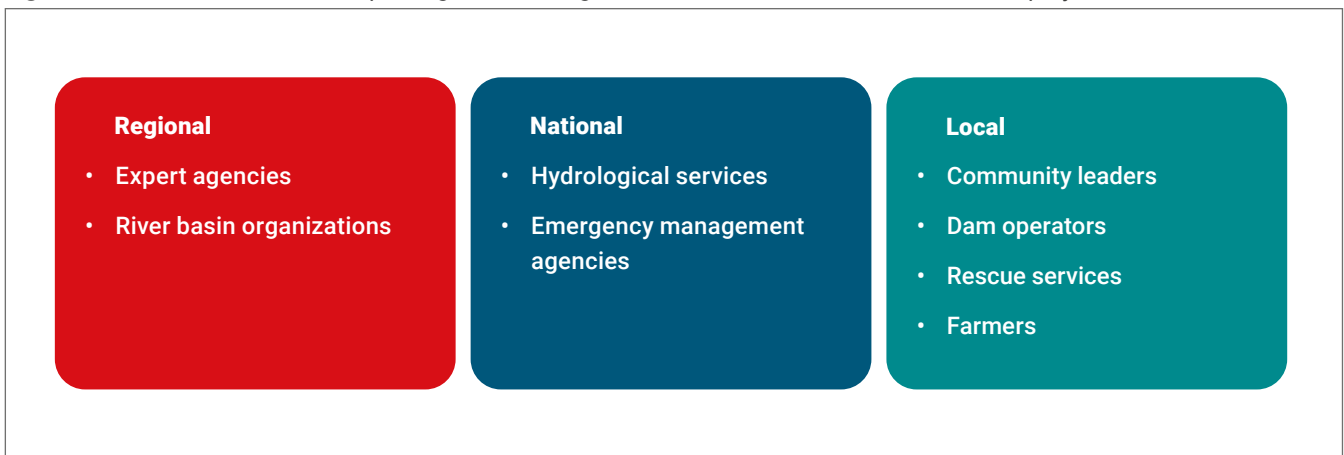 Regional
• Expert agencies
• River basin organizations
National
• Hydrological services
• Emergency management
agencies
Local
• Community leaders
• Dam operators
• Rescue services
• Farmers